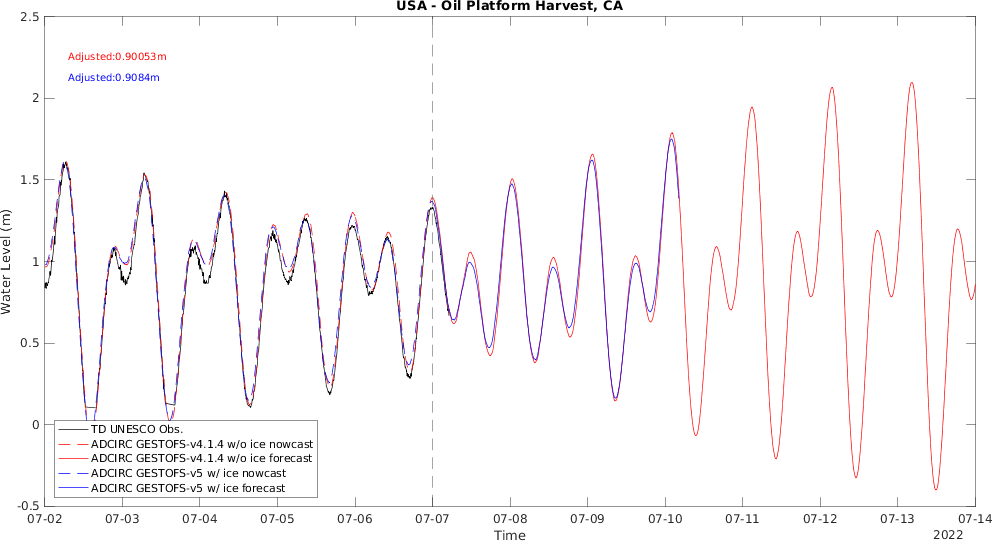 USA - Oil Platform Harvest, CA
2.5
Adjusted:0.90053m
Adjusted:0.9084m
2
1.5
1
0.5
0
-0.5
Water Level (m)
TD UNESCO Obs.
ADCIRC GESTOFS-v4.1.4 w/o ice nowcast
ADCIRC GESTOFS-v4.1.4 w/o ice forecast
ADCIRC GESTOFS-v5 w/ ice nowcast
ADCIRC GESTOFS-v5 w/ ice forecast
07-02 07-03 07-04 07-05 07-06 07-07 07-08 07-09 07-10 07-11 07-12 07-13 07-14
Time
2022